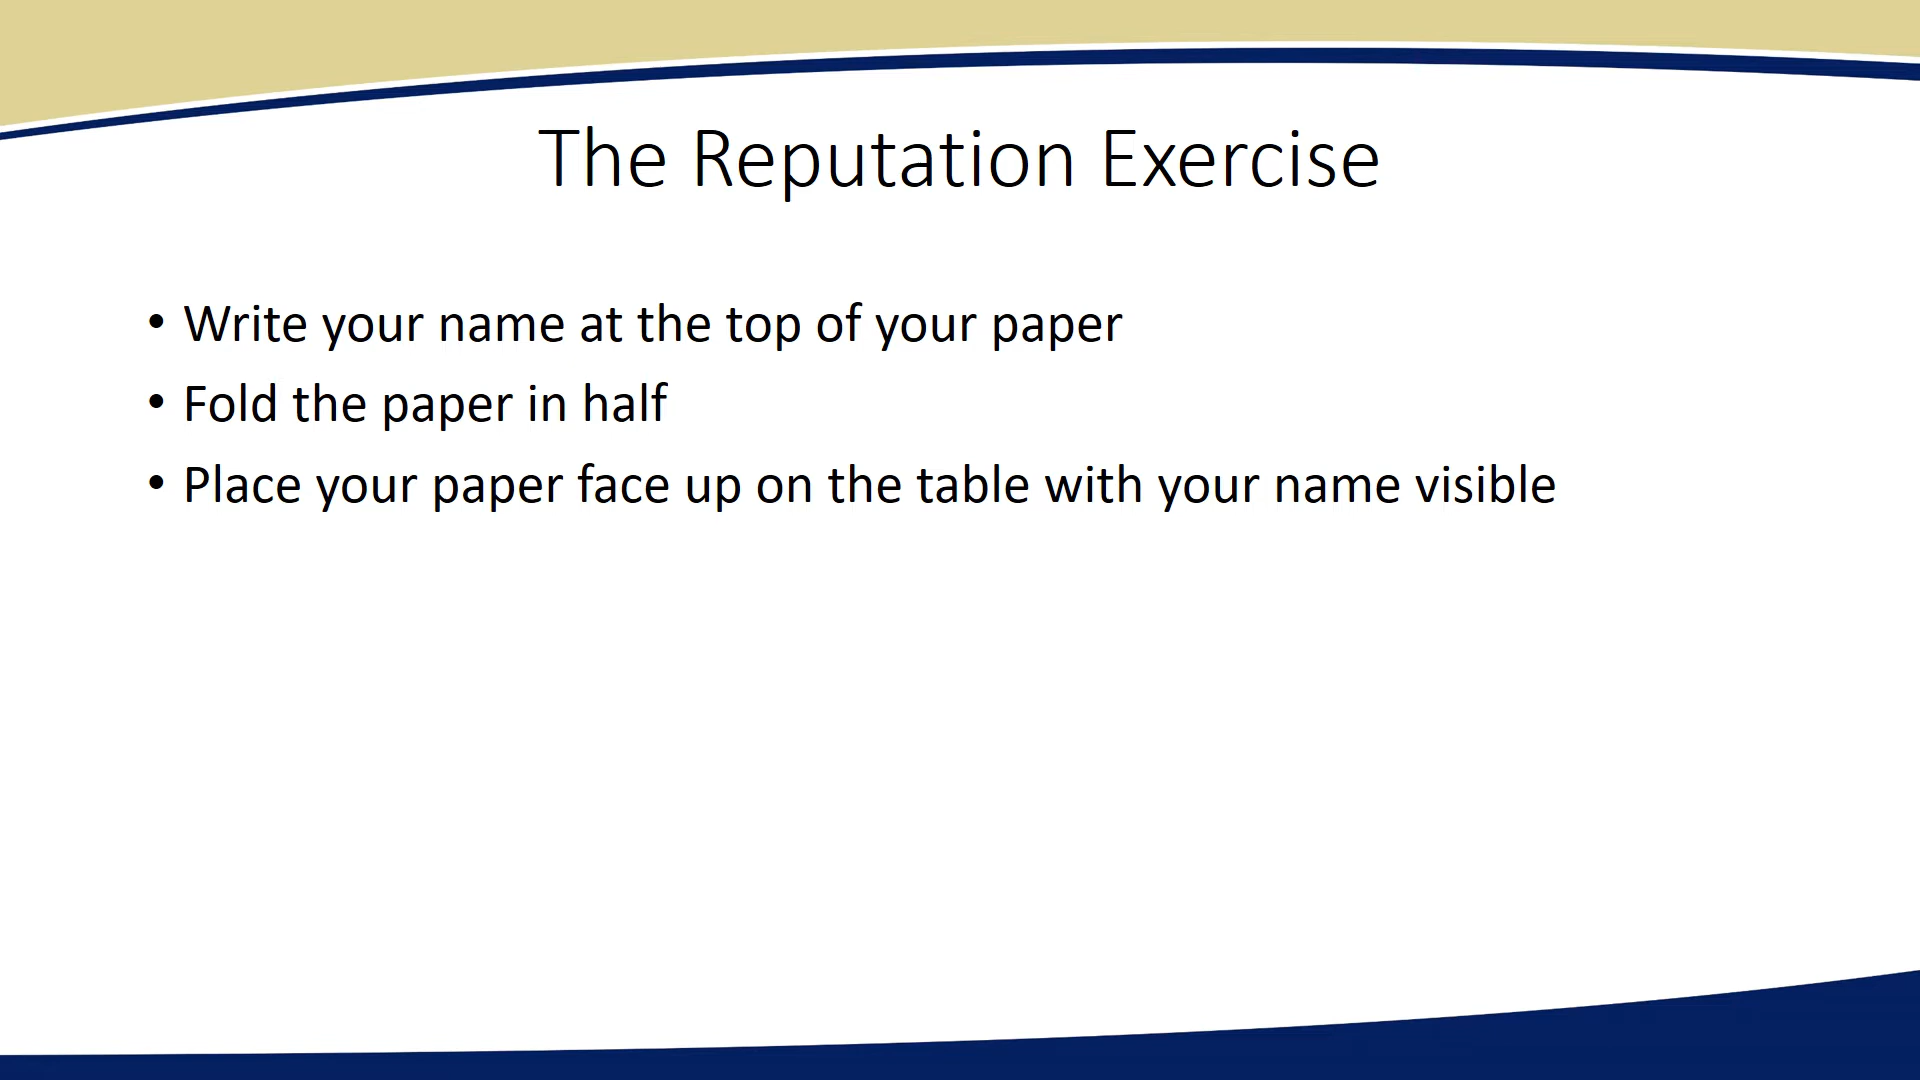 The Reputation Exercise
• Write your name at the top of your paper
• Fold the paper in half
• Place your paper face up on the table with your name visible